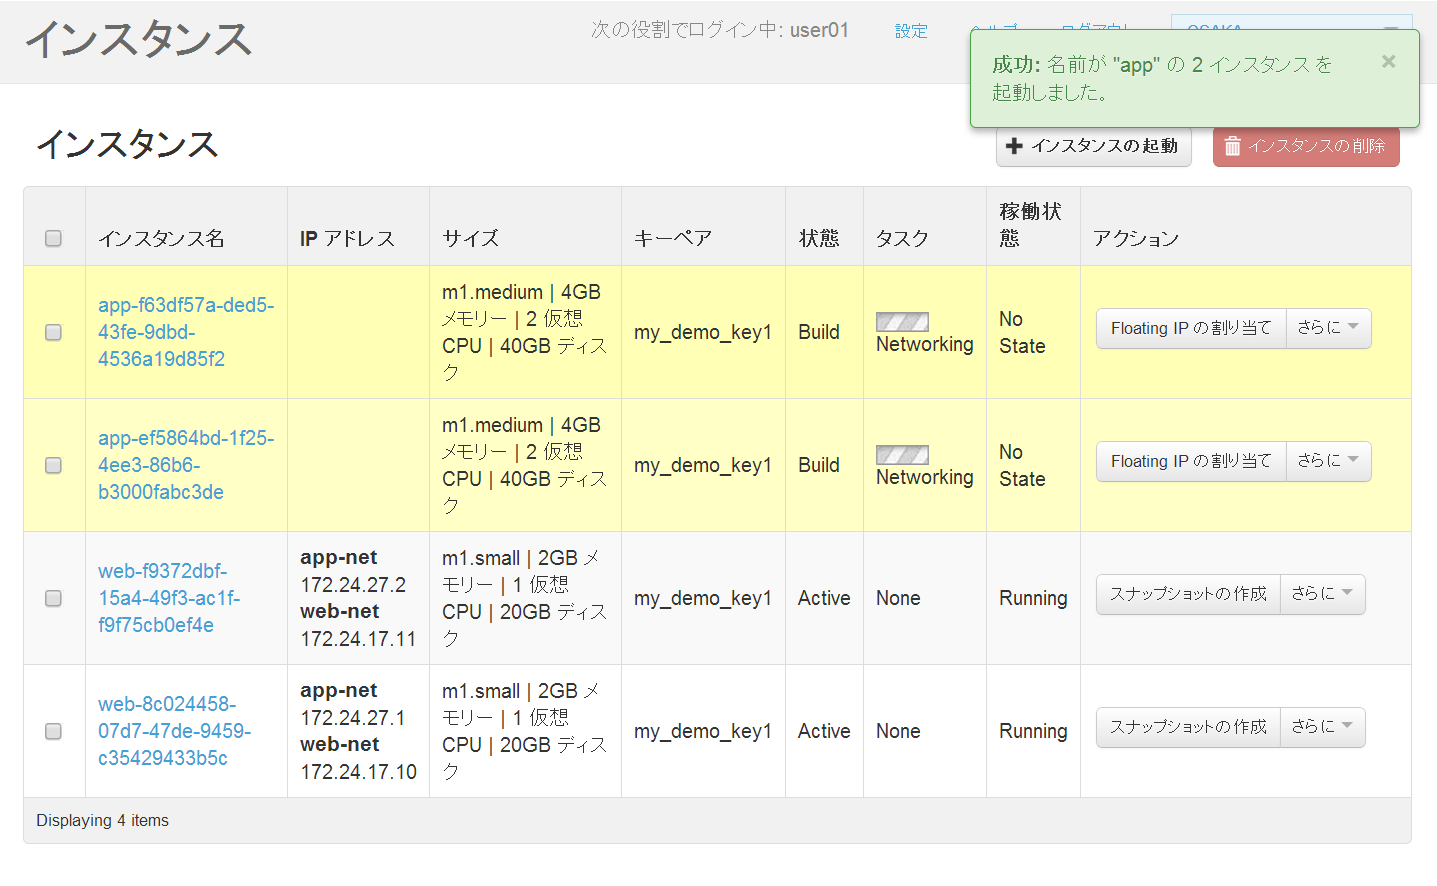 インスタンス
次の役割でログイン中: user01
設定
成功: 名前が "app" の 2 インスタンス を
起動しました。
×
インスタンス
インスタンスの起動
インスタンスの削除
インスタンス名
IP アドレス
サイズ
キーペア
状態
タスク
稼働状
態
アクション
app-f63df57a-ded5-
43fe-9dbd-
4536a19d85f2
m1.medium | 4GB
メモリー | 2 仮想
CPU | 40GB ディス
ク
my_demo_key1
Build
Networking
No
State
Floating IP の割り当て
さらに
app-ef5864bd-1f25-
4ee3-86b6-
b3000fabc3de
m1.medium | 4GB
メモリー | 2 仮想
CPU | 40GB ディス
ク
my_demo_key1
Build
Networking
No
State
Floating IP の割り当て
さらに
web-f9372dbf-
15a4-49f3-ac1f-
f9f75cb0ef4e
app-net
172.24.27.2
web-net
172.24.17.11
m1.small | 2GB メ
モリー | 1 仮想
CPU | 20GB ディス
ク
my_demo_key1
Active
None
Running
スナップショットの作成
さらに
web-8c024458-
07d7-47de-9459-
c35429433b5c
app-net
172.24.27.1
web-net
172.24.17.10
m1.small | 2GB メ
モリー | 1 仮想
CPU | 20GB ディス
ク
my_demo_key1
Active
None
Running
スナップショットの作成
さらに
Displaying 4 items